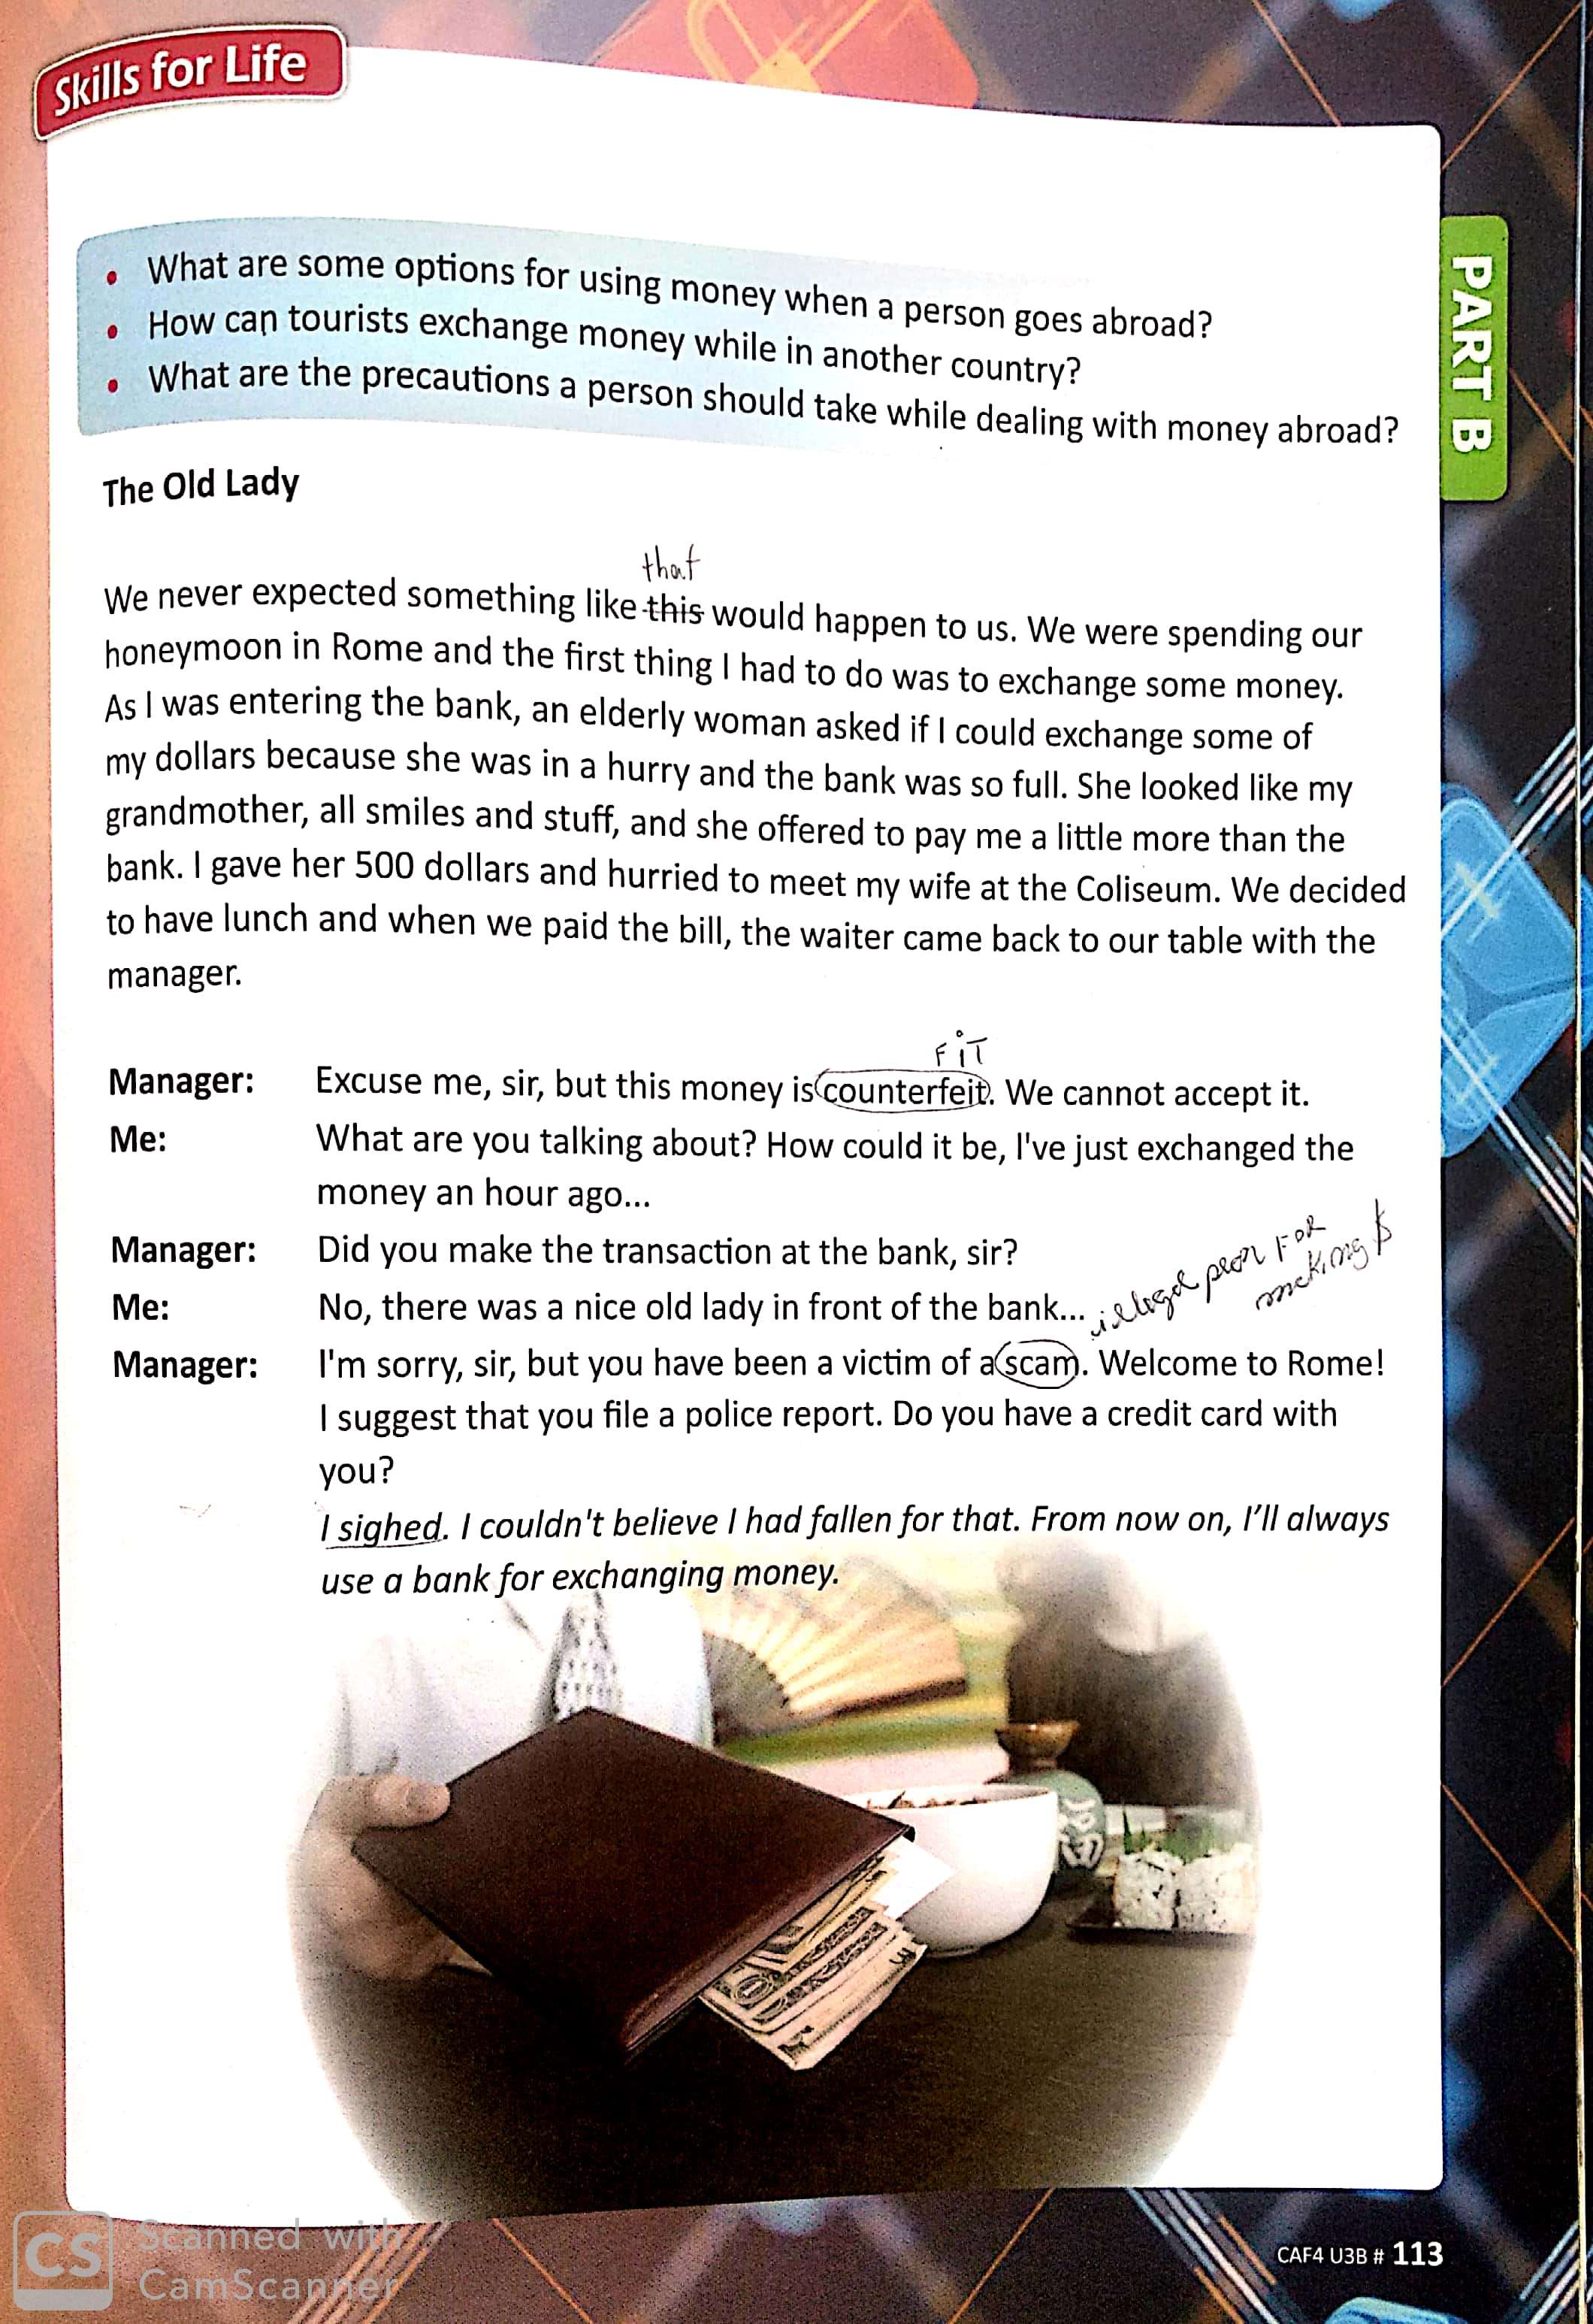 Skills for Life
PART B
• What are some options for using money when a person goes abroad?
• How can tourists exchange money while in another country?
• What are the precautions a person should take while dealing with money abroad?
The Old Lady
that
We never expected something like this would happen to us. We were spending our
honeymoon in Rome and the first thing I had to do was to exchange some money.
As I was entering the bank, an elderly woman asked if I could exchange some of
my dollars because she was in a hurry and the bank was so full. She looked like my
grandmother, all smiles and stuff, and she offered to pay me a little more than the
bank. I gave her 500 dollars and hurried to meet my wife at the Coliseum. We decided
to have lunch and when we paid the bill, the waiter came back to our table with the
manager.
FiT
Manager: Excuse me, sir, but this money is counterfeit. We cannot accept it.
Me: What are you talking about? How could it be, I've just exchanged the
money an hour ago...
Manager: Did you make the transaction at the bank, sir?
Me: No, there was a nice old lady in front of the bank...
illegal FOR
making $
Manager: I'm sorry, sir, but you have been a victim of a scam. Welcome to Rome!
I suggest that you file a police report. Do you have a credit card with
you?
I sighed. I couldn't believe I had fallen for that. From now on, I'll always
use a bank for exchanging money.
CS Scanned with
CamScanner
CAF4 U3B # 113